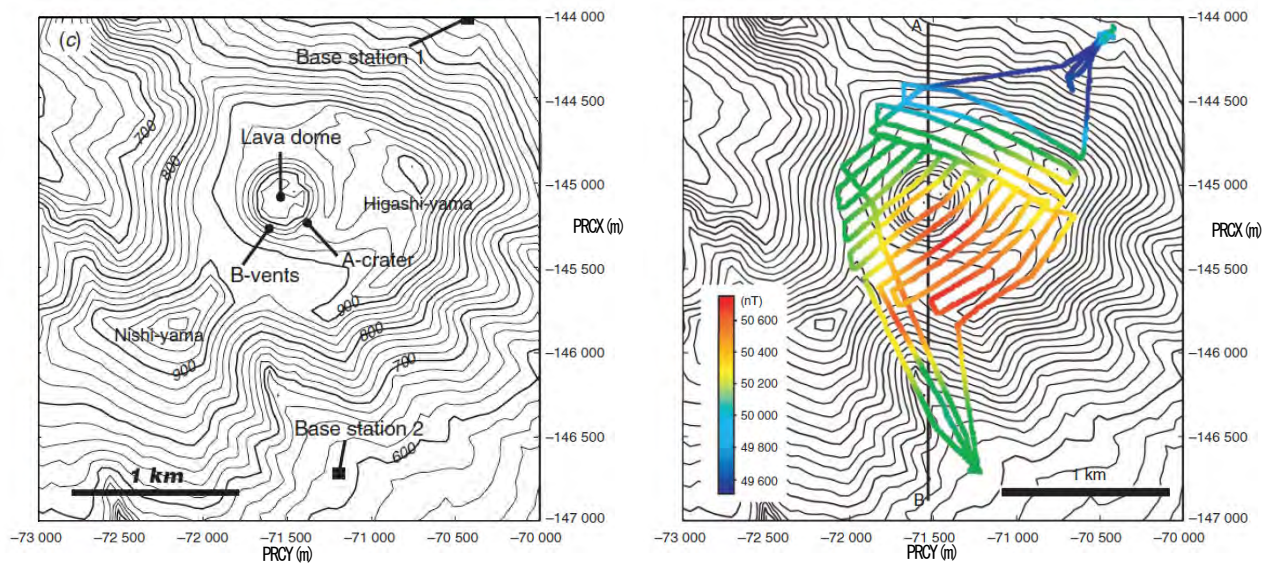 (c)
Base station 1
Lava dome
700
800
Higashi-yama
B-vents
A-crater
900
800
Nishi-yama
900
700
Base station 2
600
1 km
–144 000
–144 500
–145 000
PRCX (m)
–145 500
–146 000
–146 500
–147 000
–73 000
–72 500
–72 000
–71 500
–71 000
–70 500
–70 000
PRCY (m)
A
(nT)
50 600
50 400
50 200
50 000
49 800
49 600
B
1 km
–144 000
–144 500
–145 000
PRCX (m)
–145 500
–146 000
–146 500
–147 000
–73 000
–72 500
–72 000
–71 500
–71 000
–70 500
–70 000
PRCY (m)